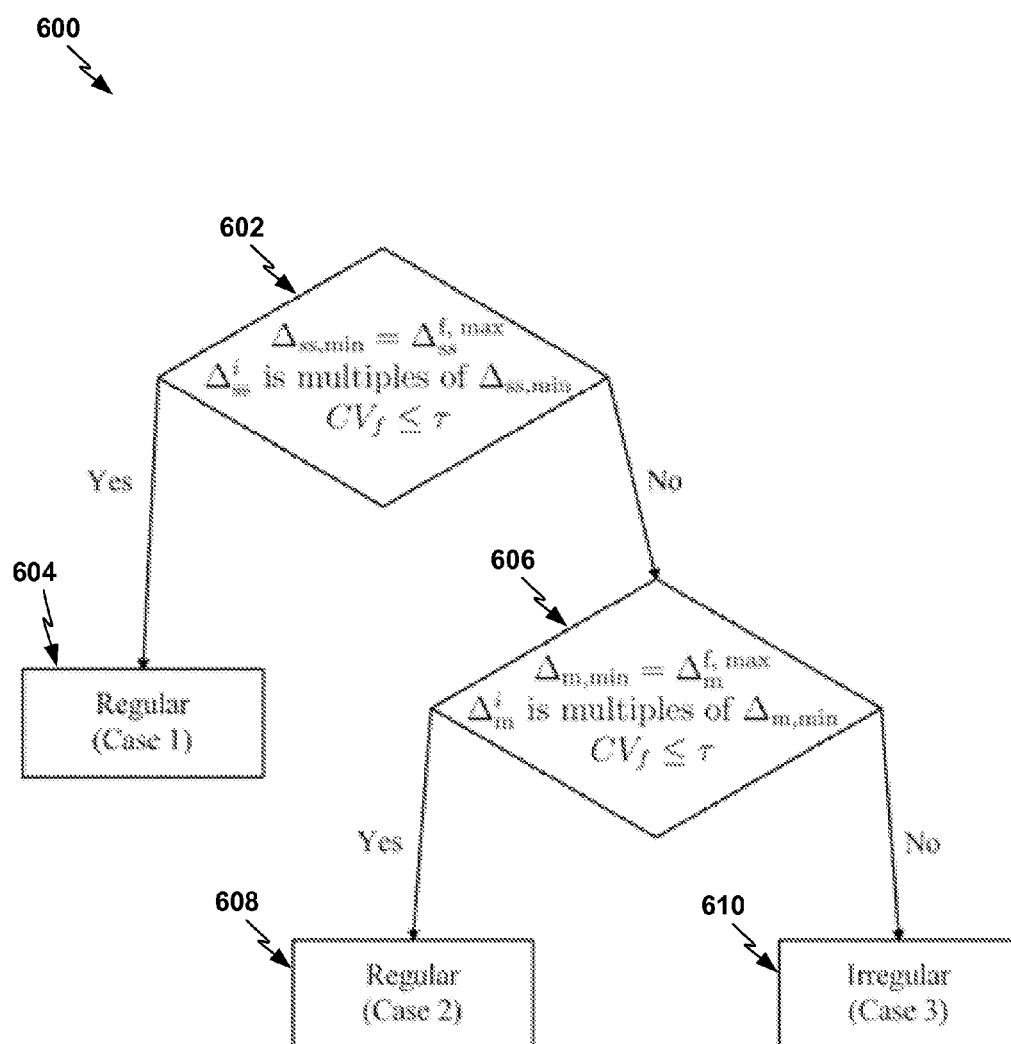 600
602
Δss,min = Δss^f, max
Δss^i is multiples of Δss,min
CVf ≤ τ
Yes
No
604
606
Regular
(Case 1)
Δm,min = Δm^f, max
Δm^i is multiples of Δm,min
CVf ≤ τ
Yes
No
608
610
Regular
(Case 2)
Irregular
(Case 3)